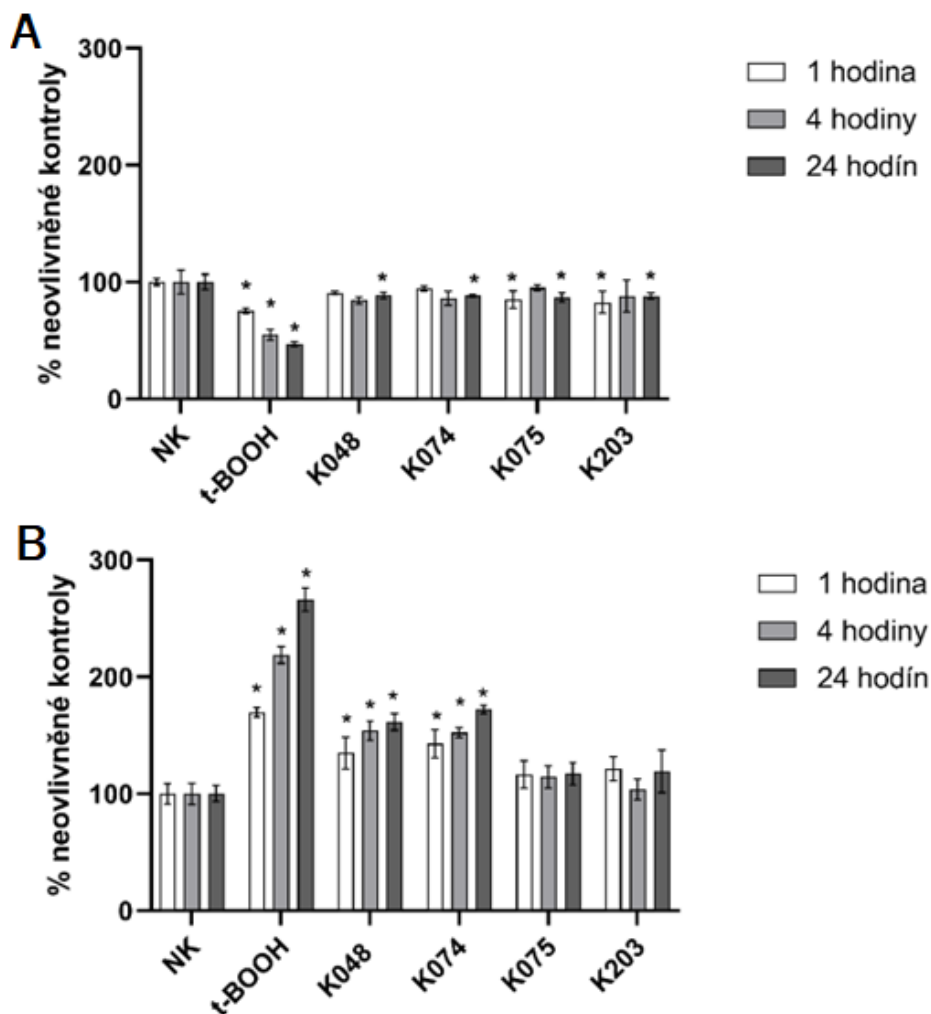 A
300
200
100
0
% neovlivněné kontroly
* * * * * * * * *
NK
t-BOOH
K048
K074
K075
K203
1 hodina
4 hodiny
24 hodín
B
300
200
100
0
% neovlivněné kontroly
* * * * * * * * *
NK
t-BOOH
K048
K074
K075
K203
1 hodina
4 hodiny
24 hodín